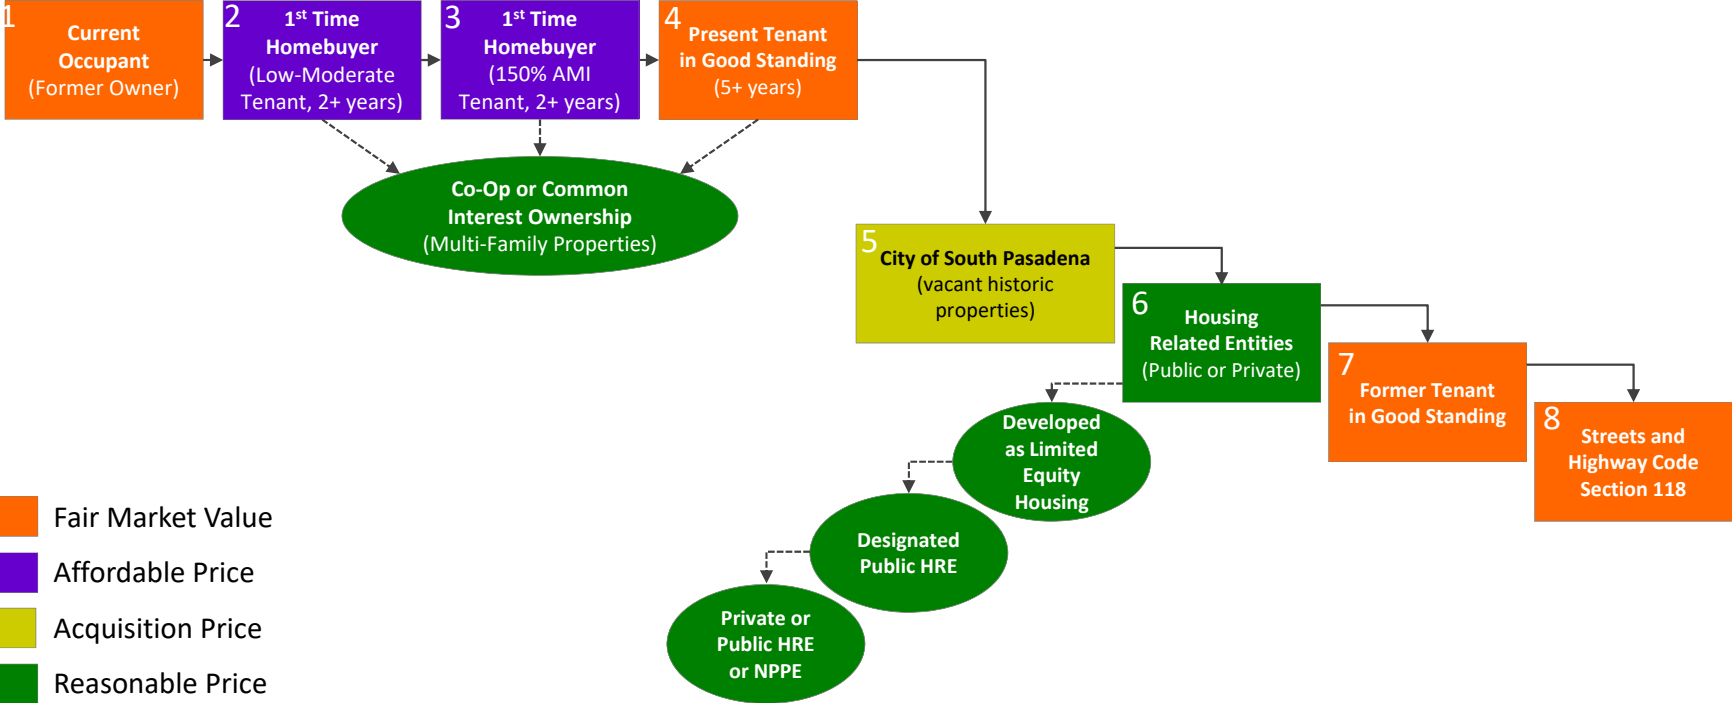 1
Current
Occupant
(Former Owner)
2
1st Time
Homebuyer
(Low-Moderate
Tenant, 2+ years)
3
1st Time
Homebuyer
(150% AMI
Tenant, 2+ years)
4
Present Tenant
in Good Standing
(5+ years)
Co-Op or Common
Interest Ownership
(Multi-Family Properties)
5
City of South Pasadena
(vacant historic
properties)
6
Housing
Related Entities
(Public or Private)
7
Former Tenant
in Good Standing
8
Streets and
Highway Code
Section 118
Developed
as Limited
Equity
Housing
Designated
Public HRE
Private or
Public HRE
or NPPE
Fair Market Value
Affordable Price
Acquisition Price
Reasonable Price